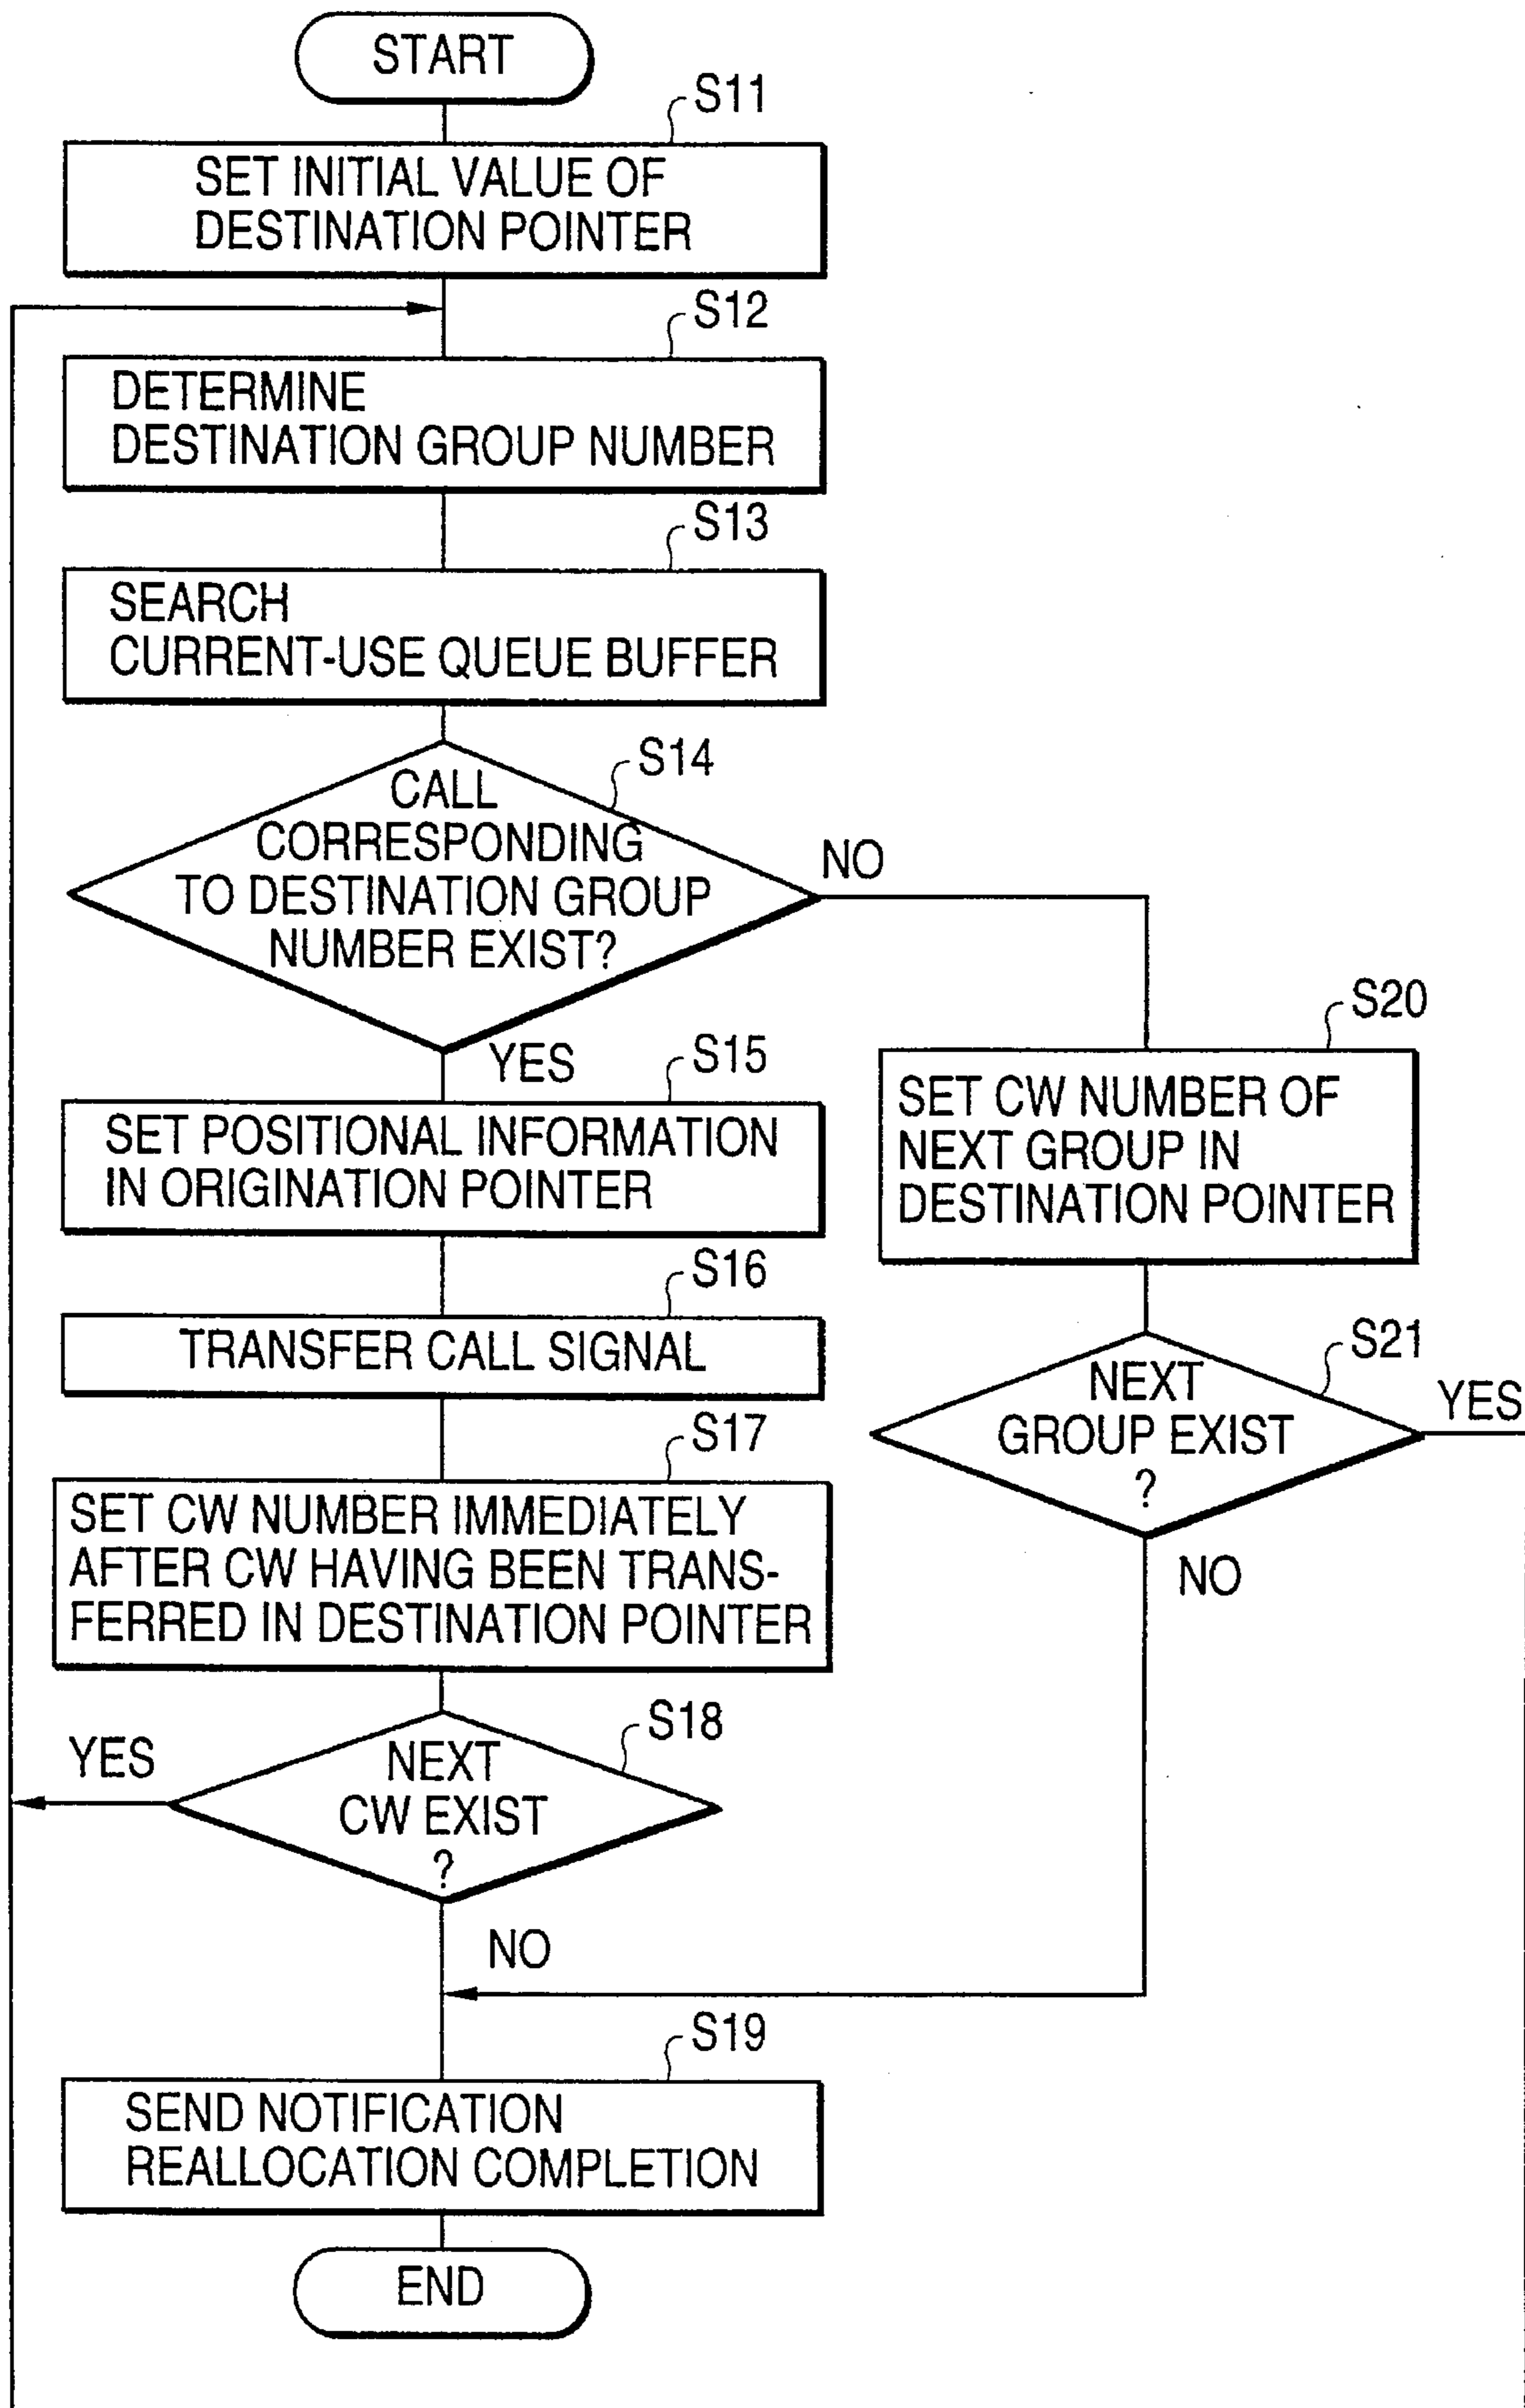 START
S11
SET INITIAL VALUE OF
DESTINATION POINTER
S12
DETERMINE
DESTINATION GROUP NUMBER
S13
SEARCH
CURRENT-USE QUEUE BUFFER
S14
CALL
CORRESPONDING
TO DESTINATION GROUP
NUMBER EXIST?
NO
YES
S15
SET POSITIONAL INFORMATION
IN ORIGINATION POINTER
S16
TRANSFER CALL SIGNAL
S17
SET CW NUMBER IMMEDIATELY
AFTER CW HAVING BEEN TRANS-
FERRED IN DESTINATION POINTER
S18
NEXT
CW EXIST
?
YES
NO
S20
SET CW NUMBER OF
NEXT GROUP IN
DESTINATION POINTER
S21
NEXT
GROUP EXIST
?
YES
NO
S19
SEND NOTIFICATION
REALLOCATION COMPLETION
END